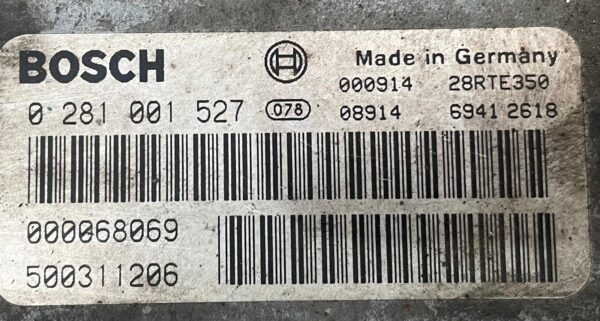 BOSCH Made in Germany
000914 28RTE350
0 281 001 527 078 08914 6941 2618
000068069
500311206